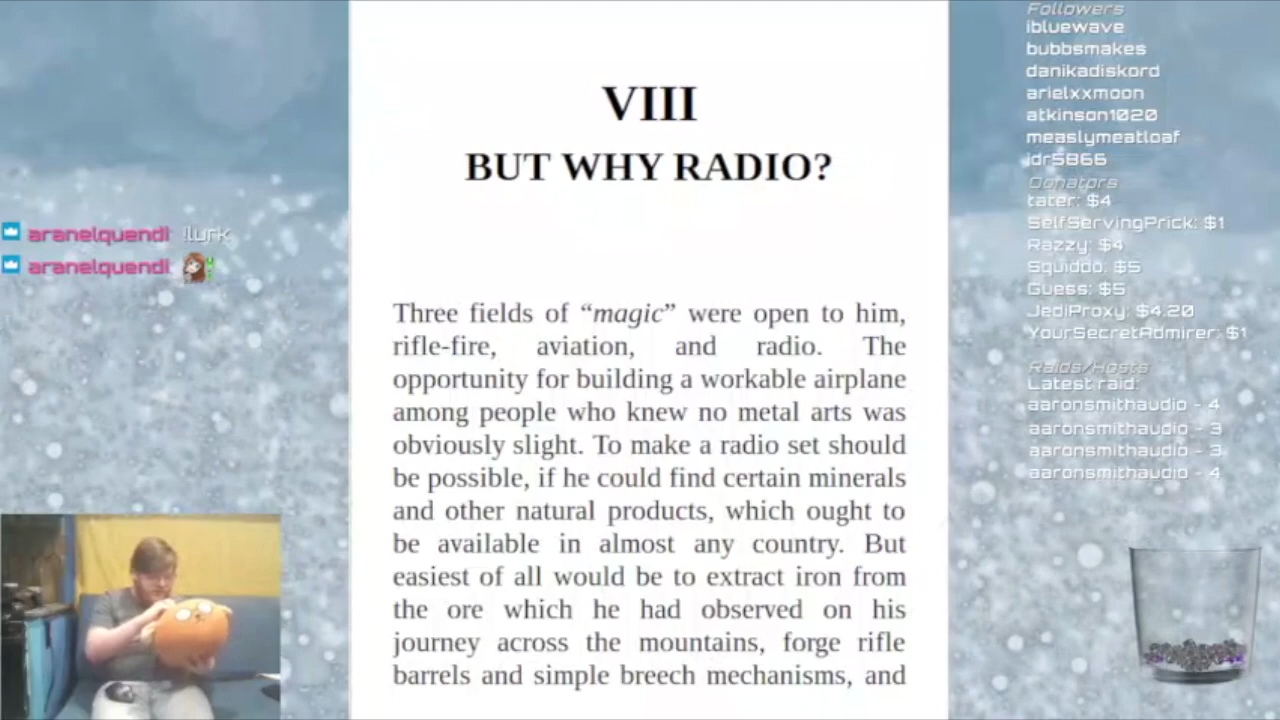 VIII
BUT WHY RADIO?
Three fields of “magic” were open to him,
rifle-fire, aviation, and radio. The
opportunity for building a workable airplane
among people who knew no metal arts was
obviously slight. To make a radio set should
be possible, if he could find certain minerals
and other natural products, which ought to
be available in almost any country. But
easiest of all would be to extract iron from
the ore which he had observed on his
journey across the mountains, forge rifle
barrels and simple breech mechanisms, and
aranelquendi !lurk
aranelquendi
Followers
ibluewave
bubbsmakes
danikadiskord
arielxxmoon
atkinson1020
measlymeatloaf
jdr5866
Donators
tater: $4
SelfServingPrick: $1
Razzy: $4
Squiddo: $5
Guess: $5
JediProxy: $4.20
YourSecretAdmirer: $1
Raids/Hosts
Latest raid:
aaronsmithaudio - 4
aaronsmithaudio - 3
aaronsmithaudio - 3
aaronsmithaudio - 4